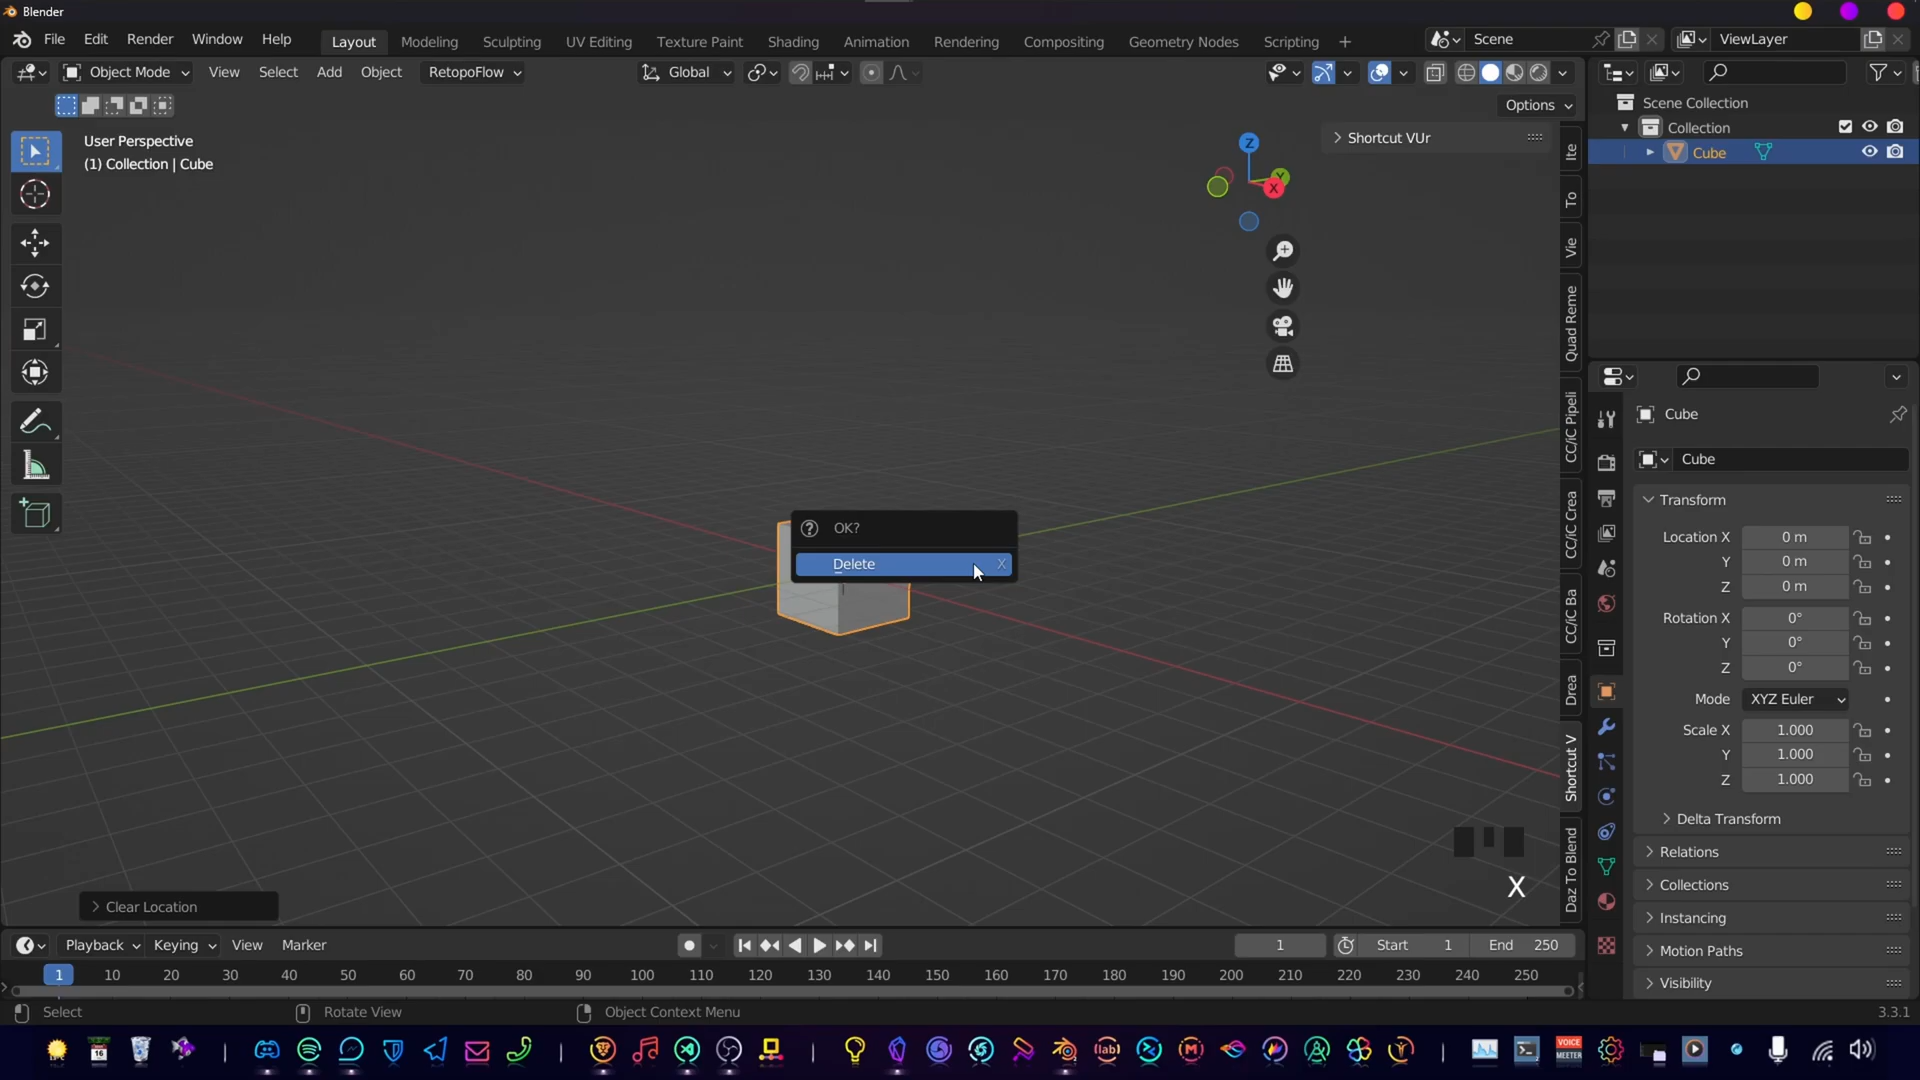 Blender
File Edit Render Window Help
Layout Modeling Sculpting UV Editing Texture Paint Shading Animation Rendering Compositing Geometry Nodes Scripting +
Scene
ViewLayer
Object Mode View Select Add Object RetopoFlow
Global
Options
User Perspective
(1) Collection | Cube
Shortcut VUr
Z
Y
X
Ite
To
Vie
Quad Reme
CC/iC Pipeli
CC/iC Crea
CC/iC Ba
Drea
Shortcut V
Daz To Blend
Scene Collection
Collection
Cube
OK?
Delete X
X
Clear Location
Cube
Cube
Transform
Location X 0 m
Y 0 m
Z 0 m
Rotation X 0°
Y 0°
Z 0°
Mode XYZ Euler
Scale X 1.000
Y 1.000
Z 1.000
Delta Transform
Relations
Collections
Instancing
Motion Paths
Visibility
Playback Keying View Marker
1 Start 1 End 250
1 10 20 30 40 50 60 70 80 90 100 110 120 130 140 150 160 170 180 190 200 210 220 230 240 250
Select Rotate View Object Context Menu 3.3.1
16
lab
VOICE
MEETER